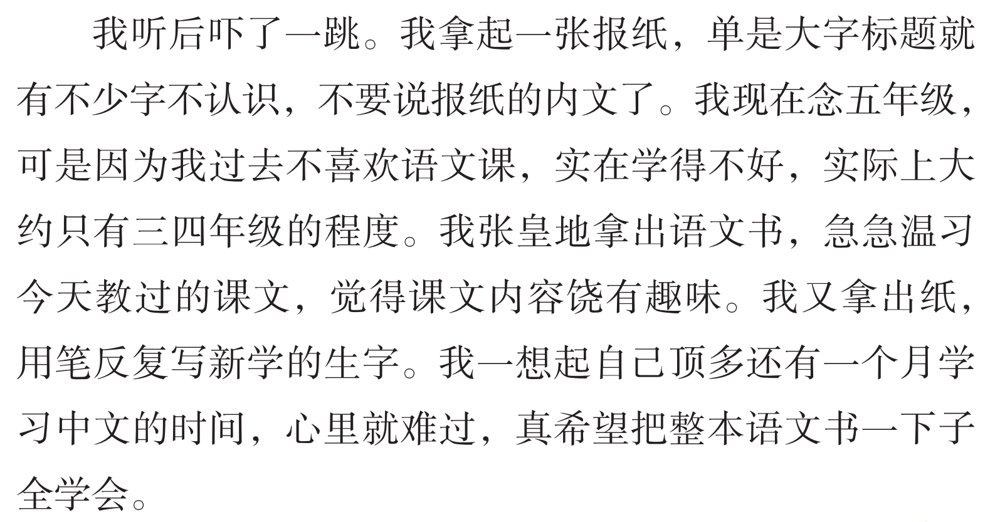 我听后吓了一跳。我拿起一张报纸，单是大字标题就
有不少字不认识，不要说报纸的内文了。我现在念五年级，
可是因为我过去不喜欢语文课，实在学得不好，实际上大
约只有三四年级的程度。我张皇地拿出语文书，急急温习
今天教过的课文，觉得课文内容饶有趣味。我又拿出纸，
用笔反复写新学的生字。我一想起自己顶多还有一个月学
习中文的时间，心里就难过，真希望把整本语文书一下子
全学会。